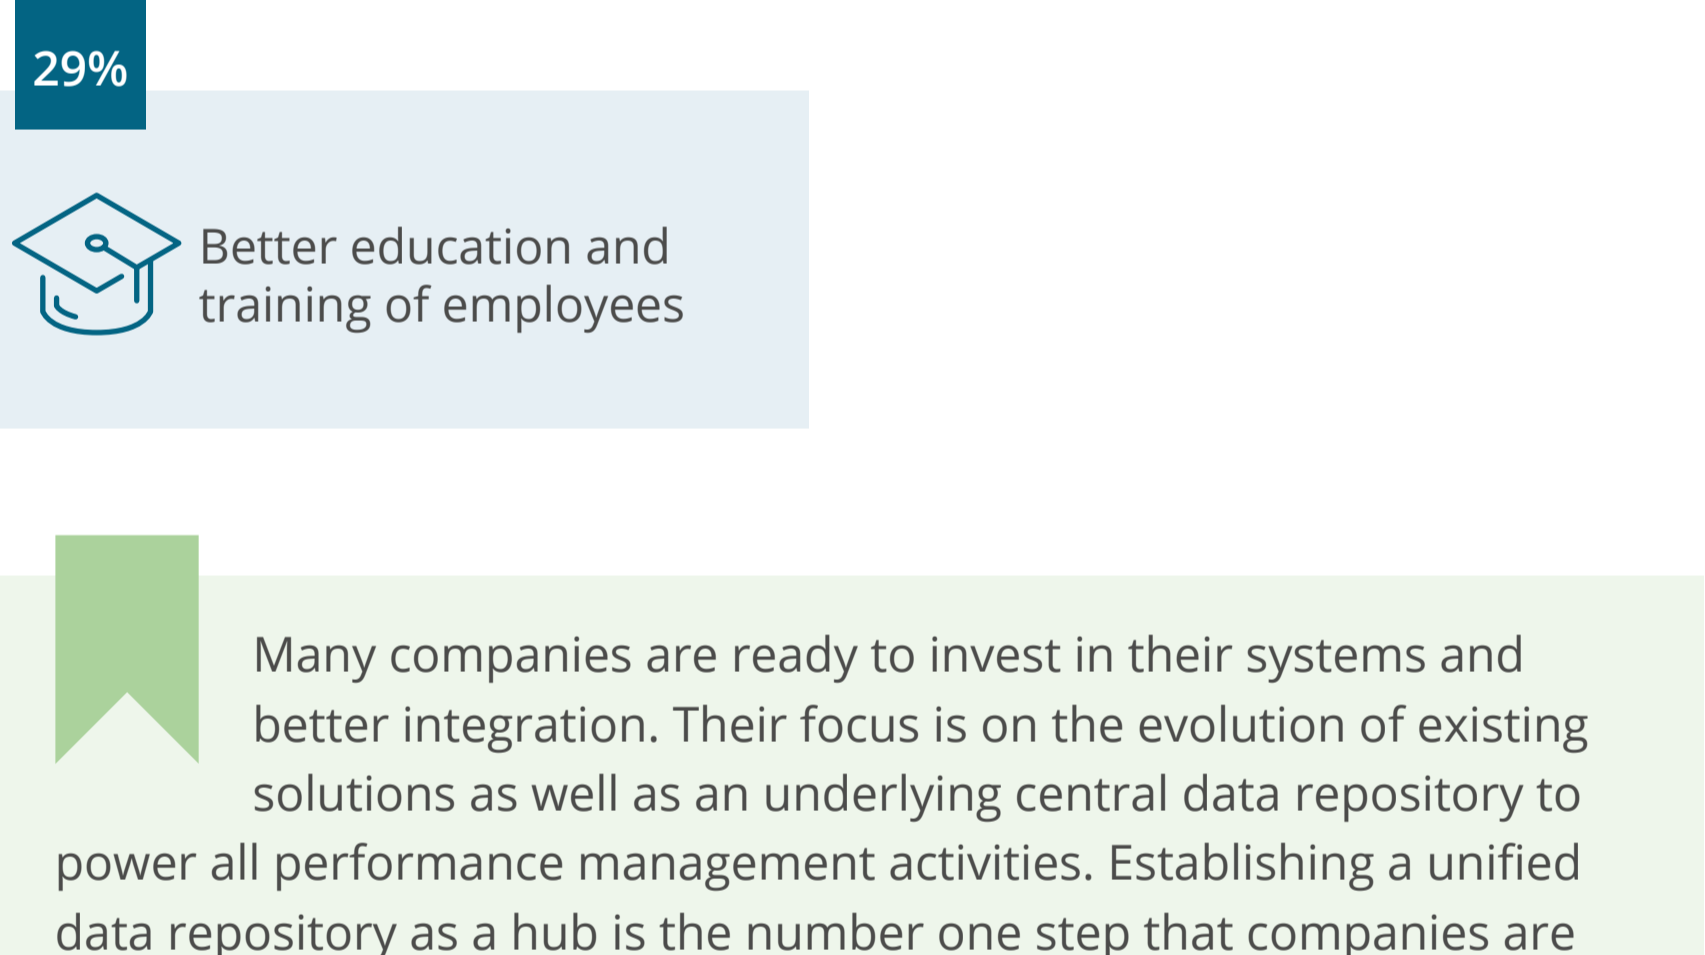 29%
Better education and
training of employees
Many companies are ready to invest in their systems and
better integration. Their focus is on the evolution of existing
solutions as well as an underlying central data repository to
power all performance management activities. Establishing a unified
data repository as a hub is the number one step that companies are